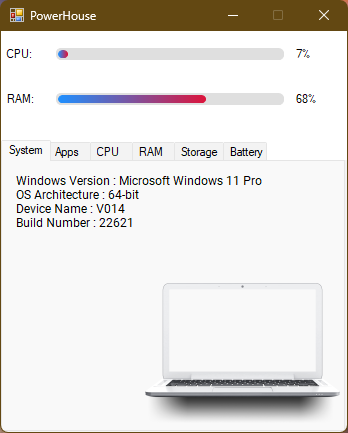 PowerHouse
CPU: 7%
RAM: 68%
System Apps CPU RAM Storage Battery
Windows Version : Microsoft Windows 11 Pro
OS Architecture : 64-bit
Device Name : V014
Build Number : 22621